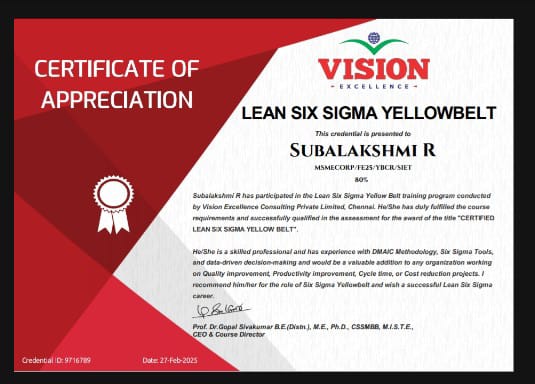 CERTIFICATE OF
APPRECIATION
VISION
- EXCELLENCE -
LEAN SIX SIGMA YELLOWBELT
This credential is presented to
SUBALAKSHMI R
MSMECORP/FE25/YBCR/SIET
80%
Subalakshmi R has participated in the Lean Six Sigma Yellow Belt training program conducted
by Vision Excellence Consulting Private Limited, Chennai. He/She has duly fulfilled the course
requirements and successfully qualified in the assessment for the award of the title "CERTIFIED
LEAN SIX SIGMA YELLOW BELT".
He/She is a skilled professional and has experience with DMAIC Methodology, Six Sigma Tools,
and data-driven decision-making and would be a valuable addition to any organization working
on Quality improvement, Productivity improvement, Cycle time, or Cost reduction projects. I
recommend him/her for the role of Six Sigma Yellowbelt and wish a successful Lean Six Sigma
career.
Prof. Dr.Gopal Sivakumar B.E.(Distn.), M.E., Ph.D., CSSMBB, M.I.S.T.E.,
CEO & Course Director
Credential ID: 9716789
Date: 27-Feb-2025